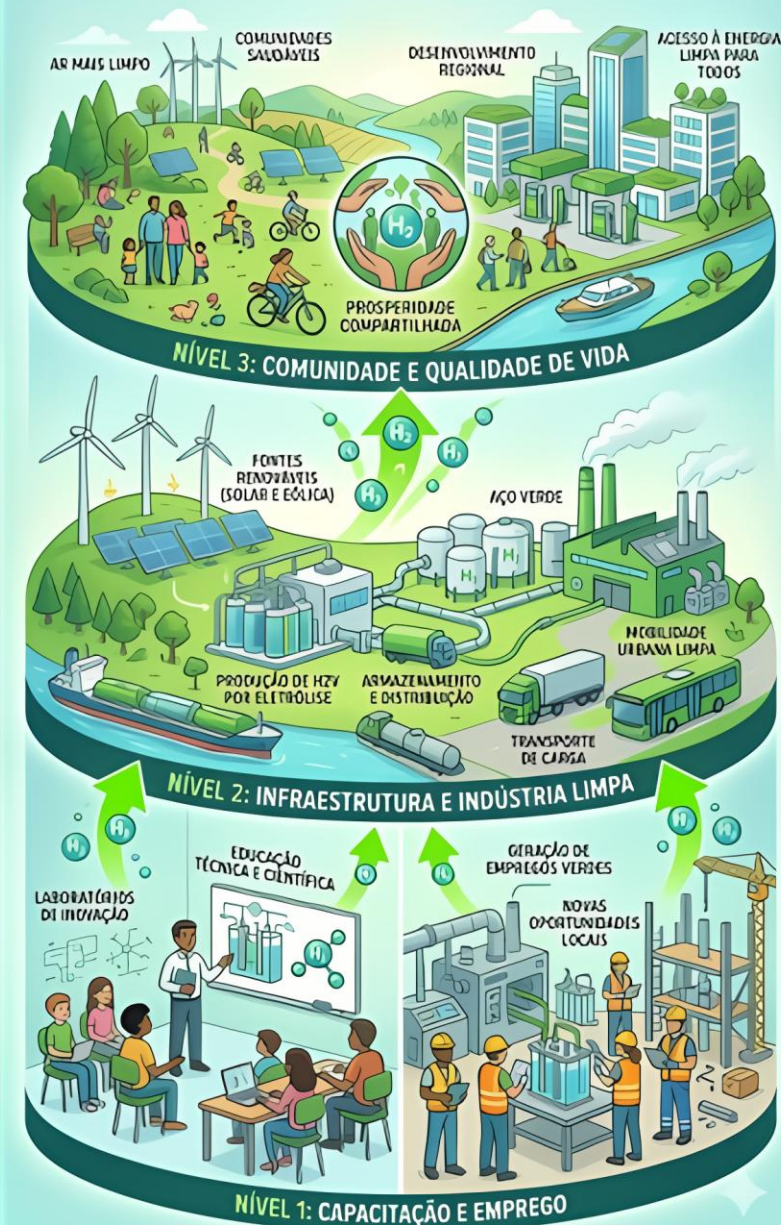 AR MAIS LIMPO
COMUNIDADES
SAUDÁVEIS
DESENVOLVIMENTO
REGIONAL
ACESSO À ENERGIA
LIMPA PARA
TODOS
H₂
PROSPERIDADE
COMPARTILHADA
NÍVEL 3: COMUNIDADE E QUALIDADE DE VIDA
H₂
FONTES
RENOVÁVEIS
(SOLAR E EÓLICA)
AÇO VERDE
PRODUÇÃO DE H2V
POR ELETRÓLISE
ARMAZENAMENTO
E DISTRIBUIÇÃO
MOBILIDADE
URBANA LIMPA
TRANSPORTE
DE CARGA
NÍVEL 2: INFRAESTRUTURA E INDÚSTRIA LIMPA
LABORATÓRIOS
DE INOVAÇÃO
EDUCAÇÃO
TÉCNICA E CIENTÍFICA
GERAÇÃO DE
EMPREGOS VERDES
NOVAS
OPORTUNIDADES
LOCAIS
NÍVEL 1: CAPACITAÇÃO E EMPREGO